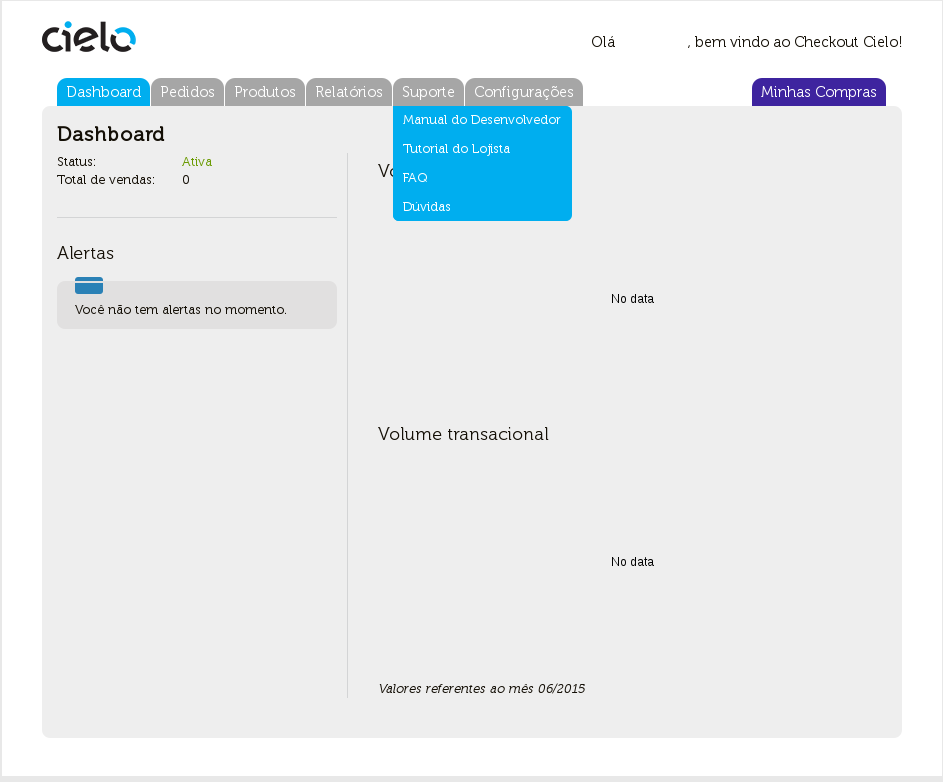 cielo
Olá , bem vindo ao Checkout Cielo!
Dashboard Pedidos Produtos Relatórios Suporte Configurações Minhas Compras
Manual do Desenvolvedor
Tutorial do Lojista
FAQ
Dúvidas
Dashboard
Status: Ativa
Total de vendas: 0
Alertas
Você não tem alertas no momento.
No data
Volume transacional
No data
Valores referentes ao mês 06/2015